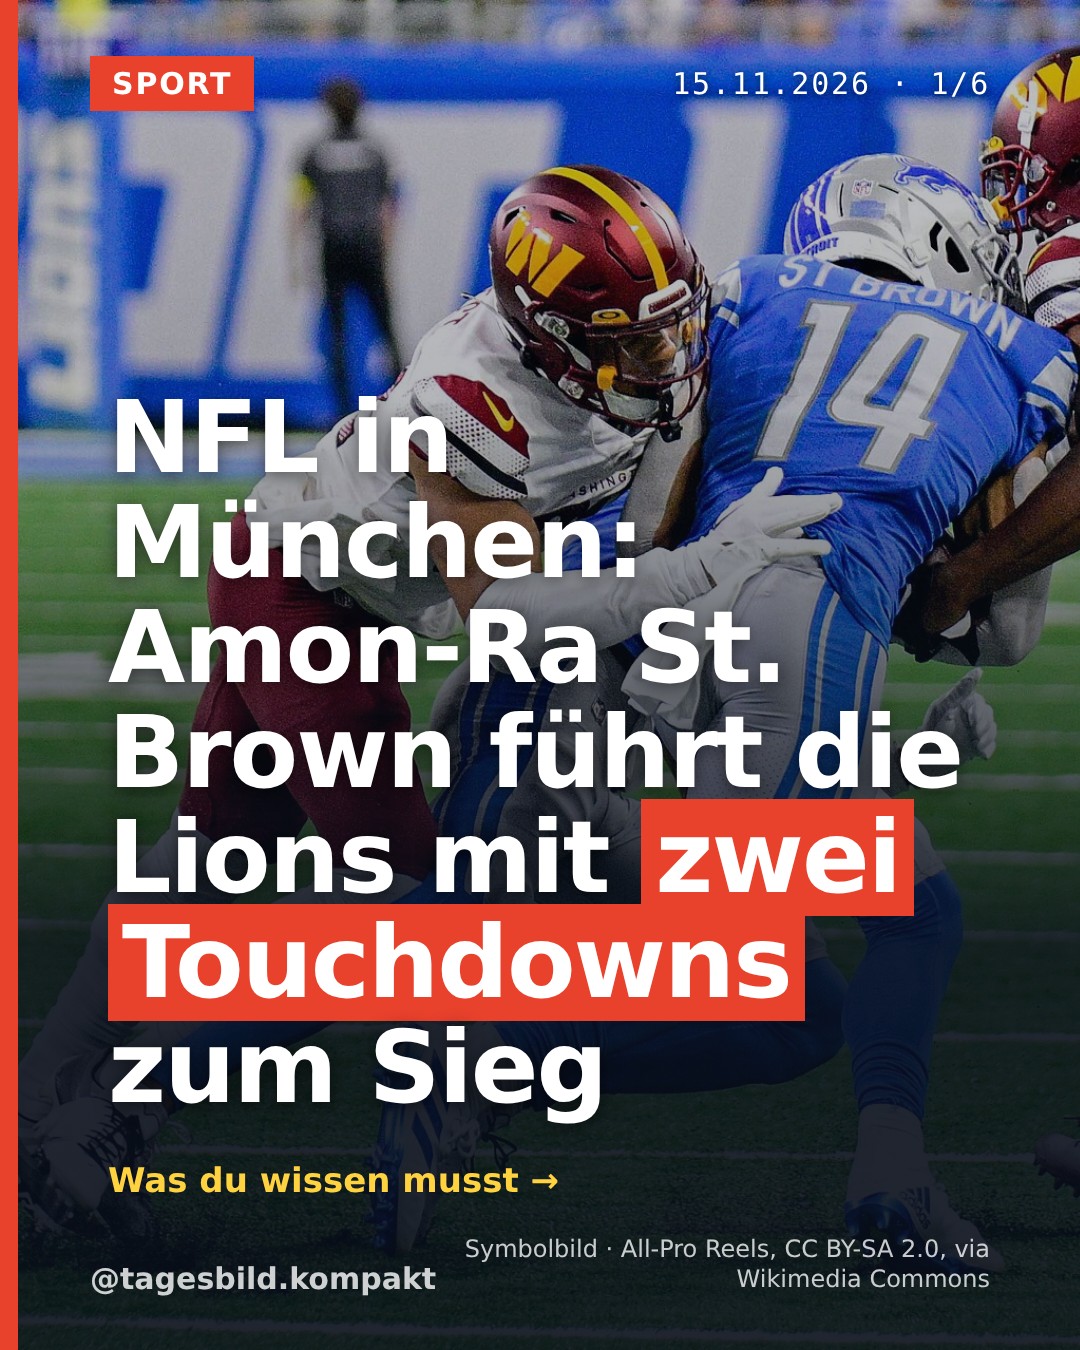 SPORT
15.11.2026 · 1/6
Lions
DETROIT
ST BROWN
14
NFL in
München:
Amon-Ra St.
Brown führt die
Lions mit zwei
Touchdowns
zum Sieg
Was du wissen musst →
Symbolbild · All-Pro Reels, CC BY-SA 2.0, via
Wikimedia Commons
@tagesbild.kompakt